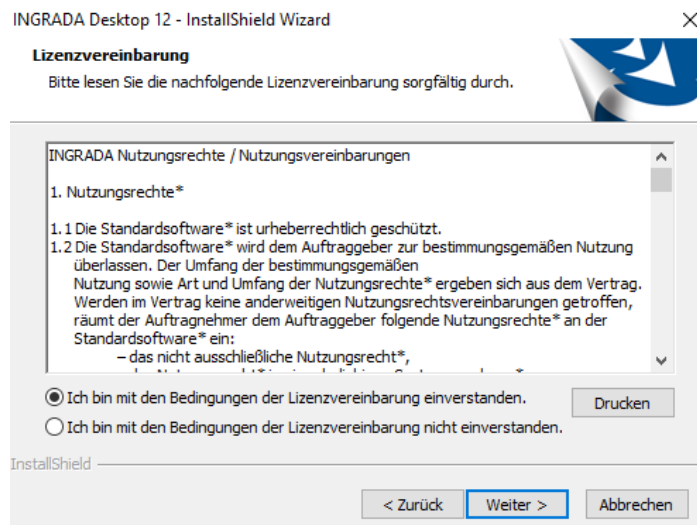 INGRADA Desktop 12 - InstallShield Wizard
Lizenzvereinbarung
Bitte lesen Sie die nachfolgende Lizenzvereinbarung sorgfältig durch.
INGRADA Nutzungsrechte / Nutzungsvereinbarungen
1. Nutzungsrechte*
1.1 Die Standardsoftware* ist urheberrechtlich geschützt.
1.2 Die Standardsoftware* wird dem Auftraggeber zur bestimmungsgemäßen Nutzung
überlassen. Der Umfang der bestimmungsgemäßen
Nutzung sowie Art und Umfang der Nutzungsrechte* ergeben sich aus dem Vertrag.
Werden im Vertrag keine anderweitigen Nutzungsrechtsvereinbarungen getroffen,
räumt der Auftragnehmer dem Auftraggeber folgende Nutzungsrechte* an der
Standardsoftware* ein:
– das nicht ausschließliche Nutzungsrecht*,
Ich bin mit den Bedingungen der Lizenzvereinbarung einverstanden.
Drucken
Ich bin mit den Bedingungen der Lizenzvereinbarung nicht einverstanden.
InstallShield
< Zurück
Weiter >
Abbrechen